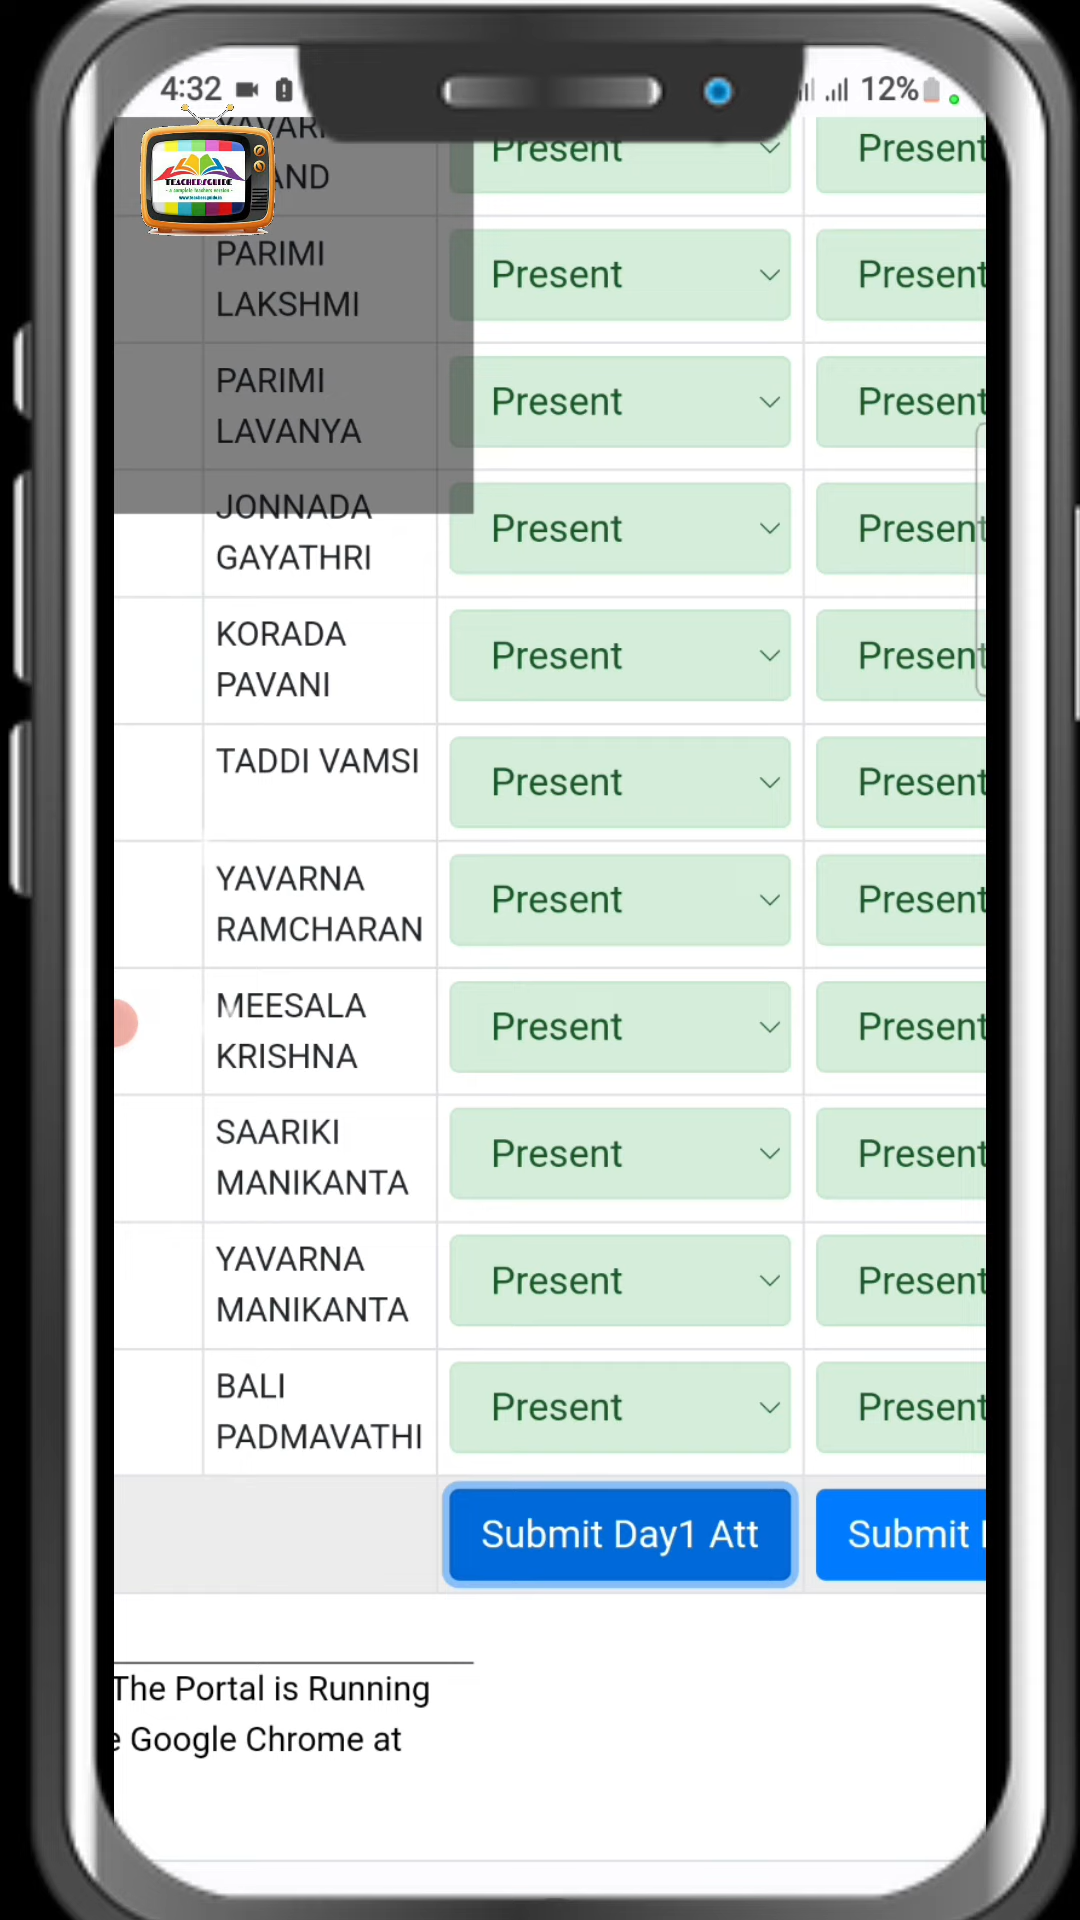 4:32
12%
TEACHERSGUIDE
AND
Present
Present
PARIMI
LAKSHMI
Present
Present
PARIMI
LAVANYA
Present
Present
JONNADA
GAYATHRI
Present
Present
KORADA
PAVANI
Present
Present
TADDI VAMSI
Present
Present
YAVARNA
RAMCHARAN
Present
Present
MEESALA
KRISHNA
Present
Present
SAARIKI
MANIKANTA
Present
Present
YAVARNA
MANIKANTA
Present
Present
BALI
PADMAVATHI
Present
Present
Submit Day1 Att
Submit
The Portal is Running
e Google Chrome at